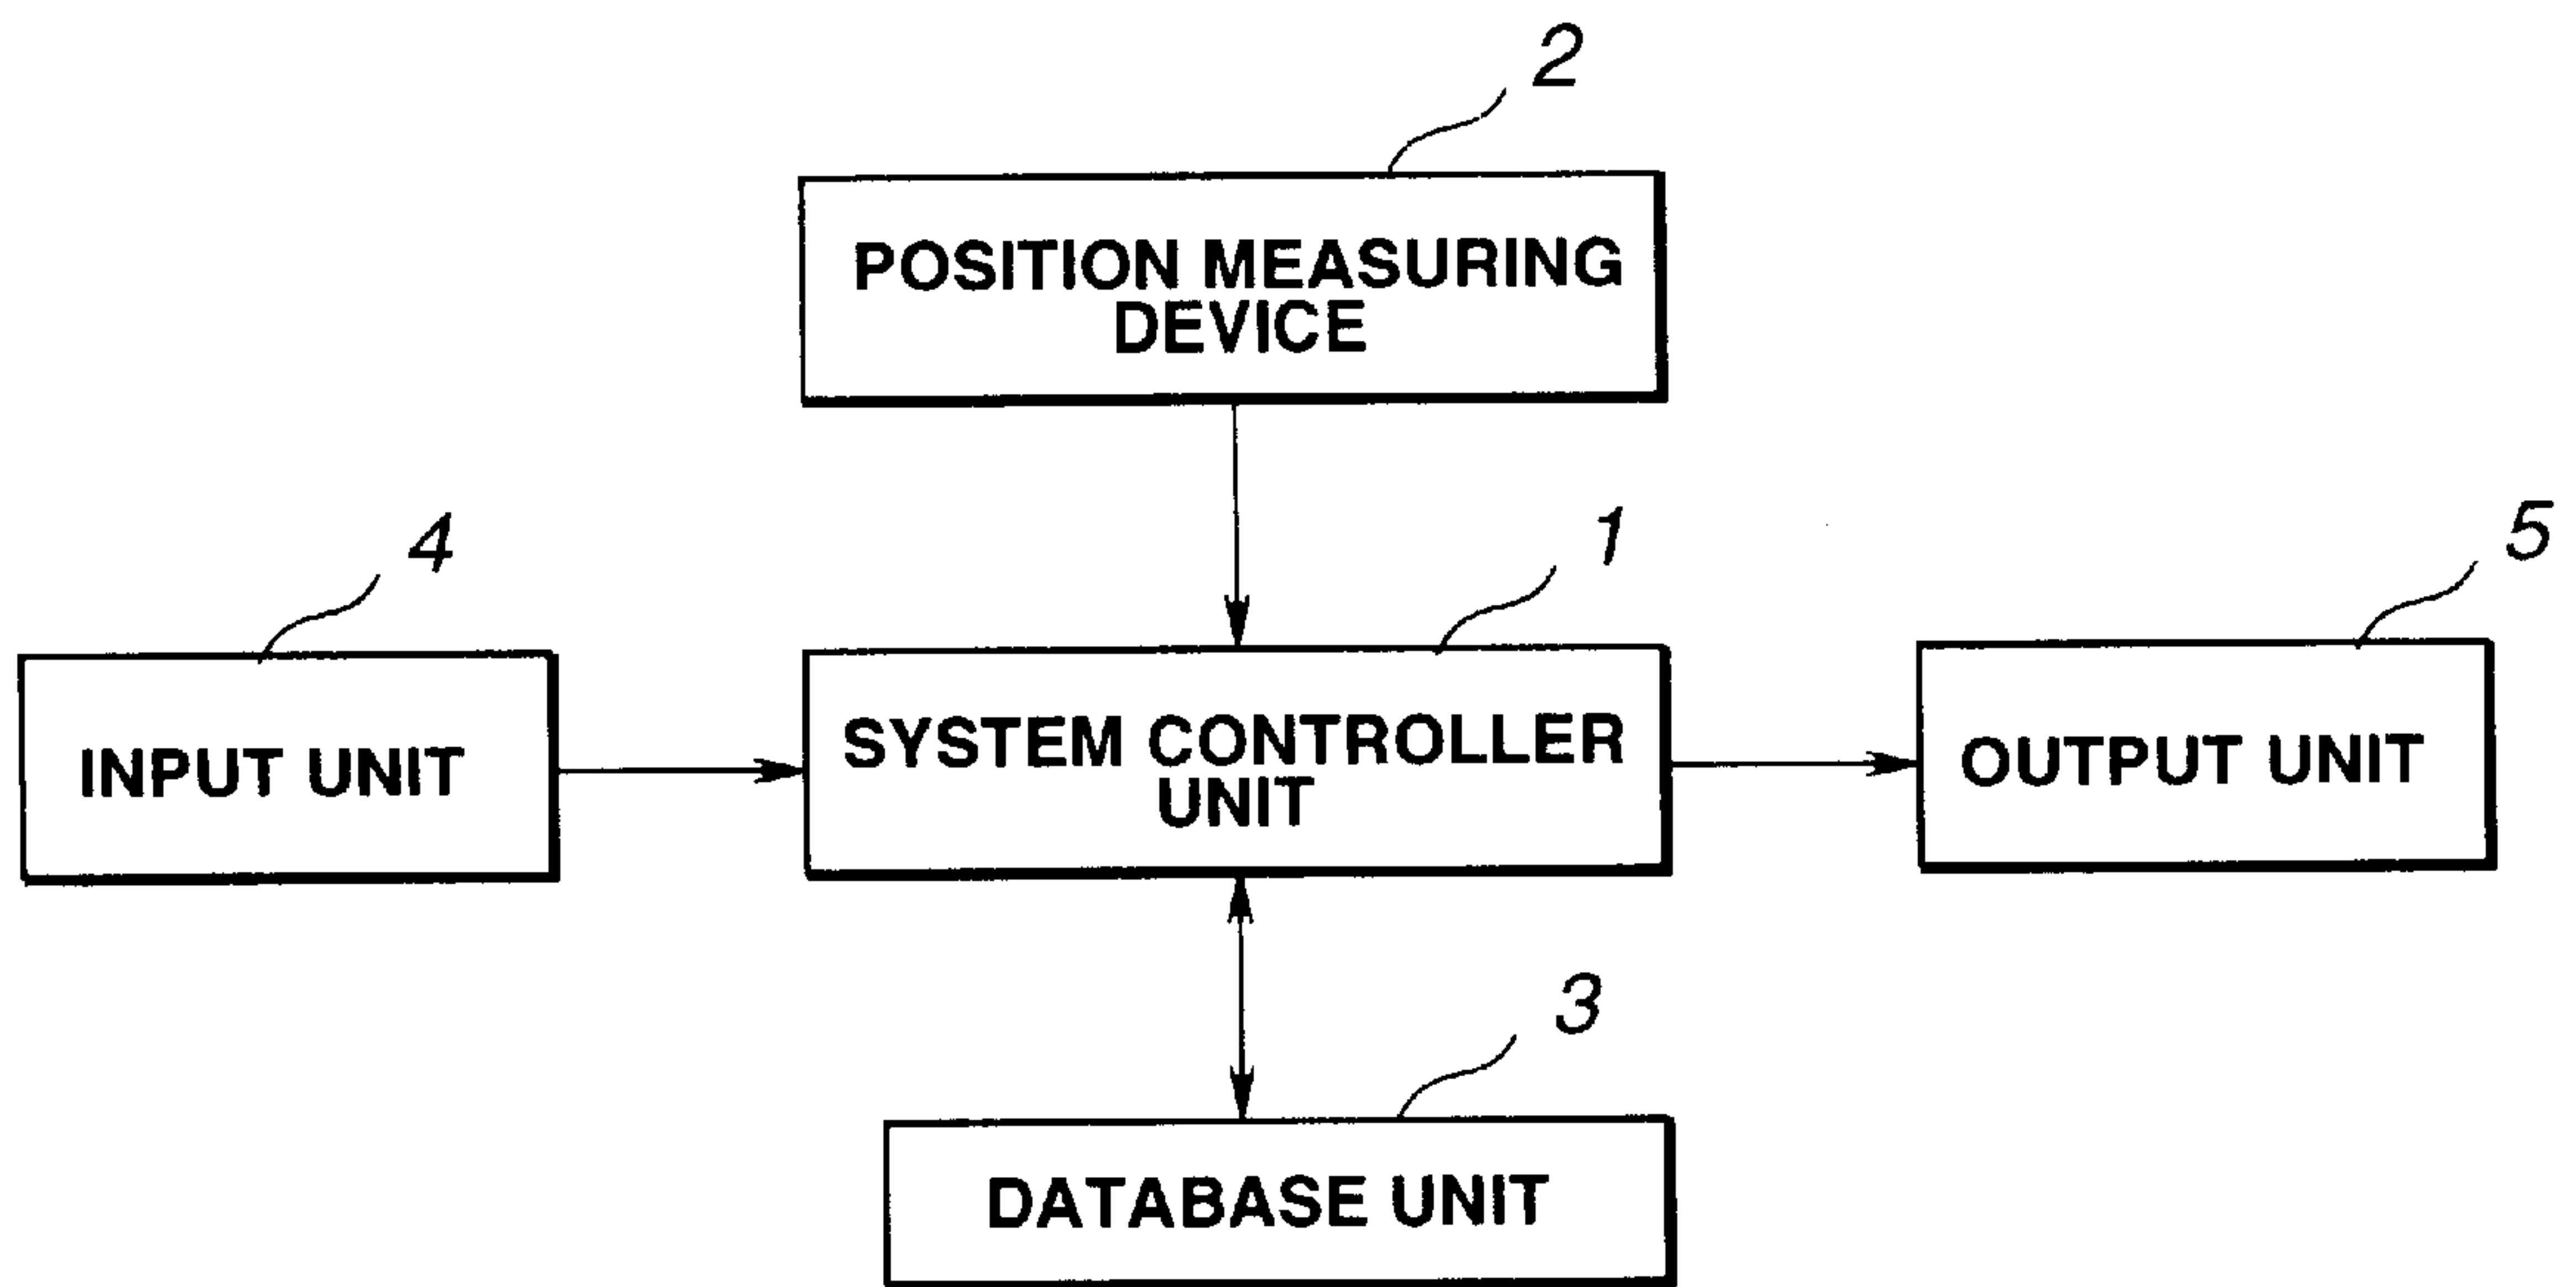 2
POSITION MEASURING
DEVICE
4
1
5
INPUT UNIT
SYSTEM CONTROLLER
UNIT
OUTPUT UNIT
3
DATABASE UNIT